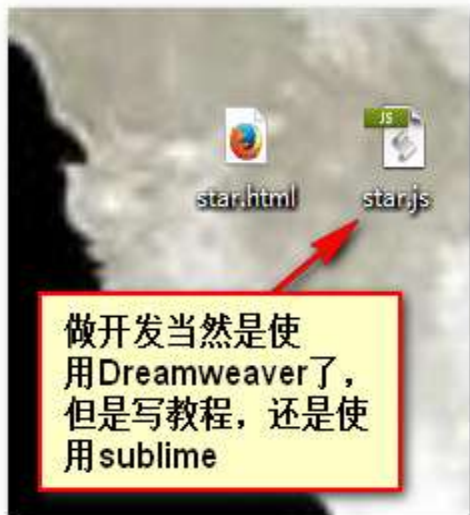 JS
star.html
star.js
做开发当然是使
用Dreamweaver了，
但是写教程，还是使
用sublime